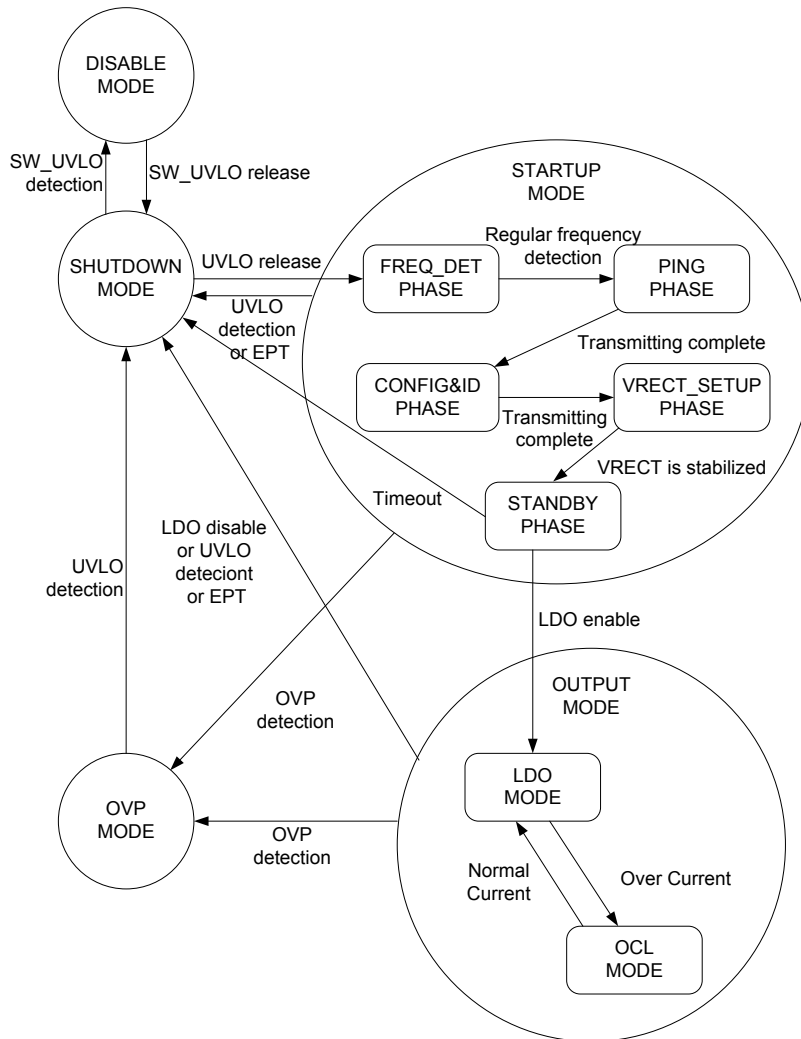 DISABLE
MODE
SW_UVLO
detection
SW_UVLO release
STARTUP
MODE
SHUTDOWN
MODE
UVLO release
FREQ_DET
PHASE
Regular frequency
detection
PING
PHASE
UVLO
detection
or EPT
Transmitting complete
CONFIG&ID
PHASE
Transmitting
complete
VRECT_SETUP
PHASE
VRECT is stabilized
Timeout
STANDBY
PHASE
LDO disable
or UVLO
deteciont
or EPT
UVLO
detection
LDO enable
OVP
detection
OUTPUT
MODE
LDO
MODE
OVP
MODE
OVP
detection
Normal
Current
Over Current
OCL
MODE